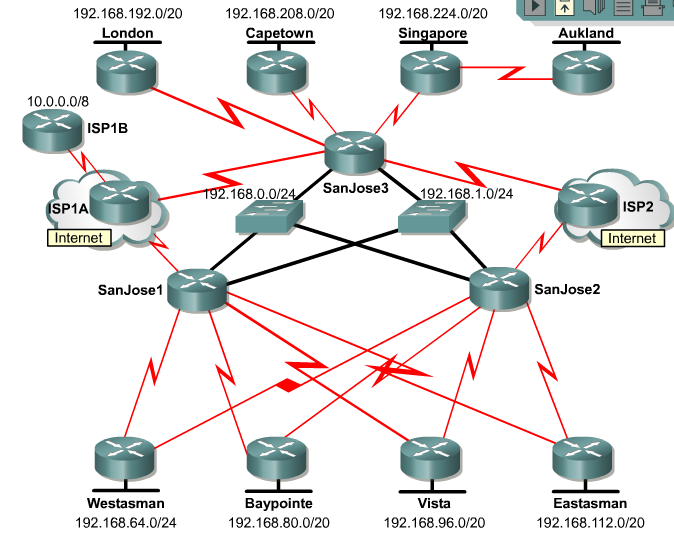 192.168.192.0/20
192.168.208.0/20
192.168.224.0/20
London
Capetown
Singapore
Aukland
10.0.0.0/8
ISP1B
SanJose3
192.168.0.0/24
192.168.1.0/24
ISP1A
Internet
ISP2
Internet
SanJose1
SanJose2
Westasman
Baypointe
Vista
Eastasman
192.168.64.0/24
192.168.80.0/20
192.168.96.0/20
192.168.112.0/20